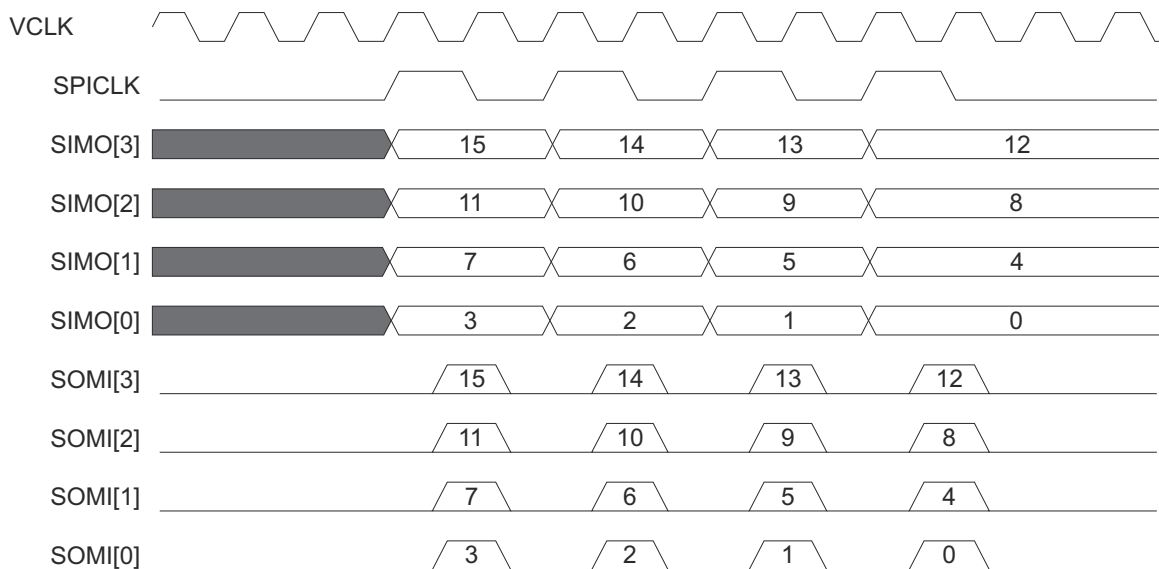 VCLK
SPICLK
SIMO[3] 15 14 13 12
SIMO[2] 11 10 9 8
SIMO[1] 7 6 5 4
SIMO[0] 3 2 1 0
SOMI[3] 15 14 13 12
SOMI[2] 11 10 9 8
SOMI[1] 7 6 5 4
SOMI[0] 3 2 1 0